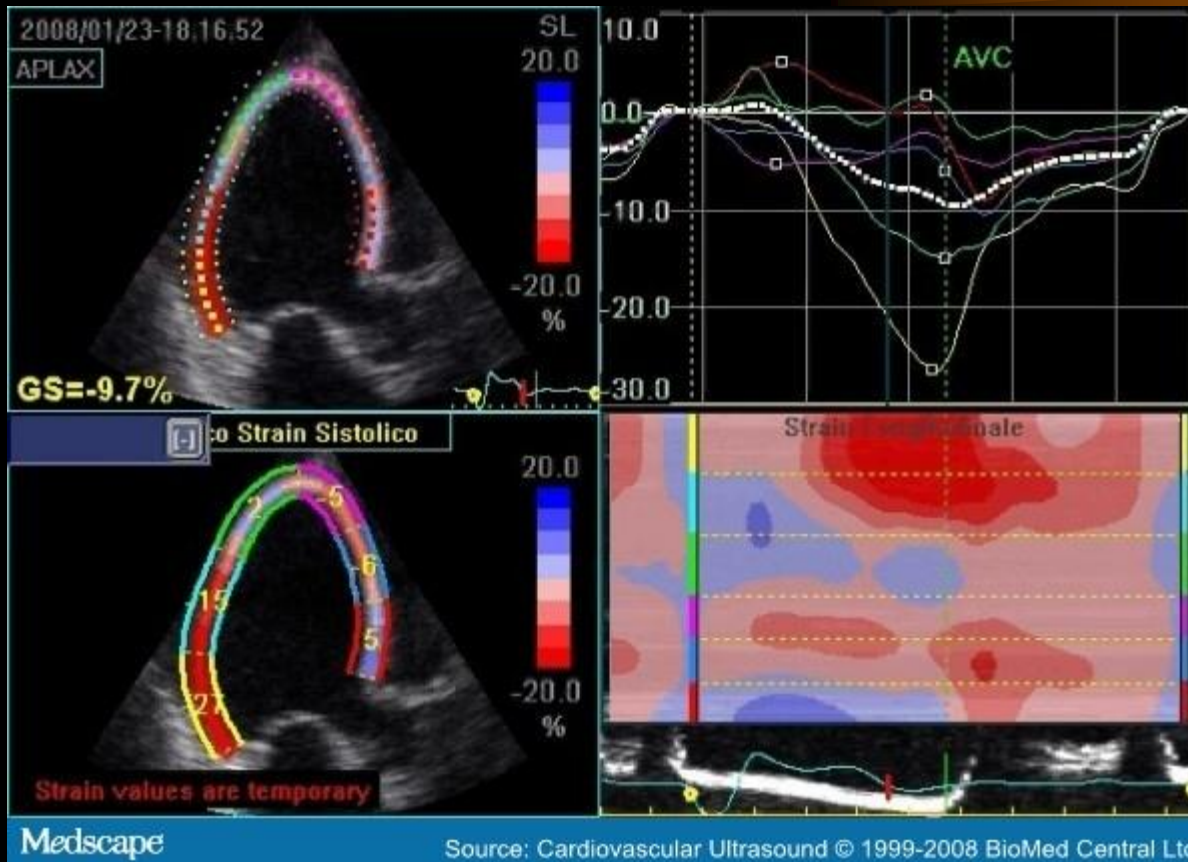 2008/01/23-18:16:52
APLAX
SL
20.0
-20.0
%
GS=-9.7%
10.0
0.0
-10.0
-20.0
-30.0
AVC
[-]
co Strain Sistolico
20.0
-20.0
%
2
-5
-6
5
-15
-27
Strain values are temporary
Strain Longitudinale
Medscape
Source: Cardiovascular Ultrasound © 1999-2008 BioMed Central Ltd